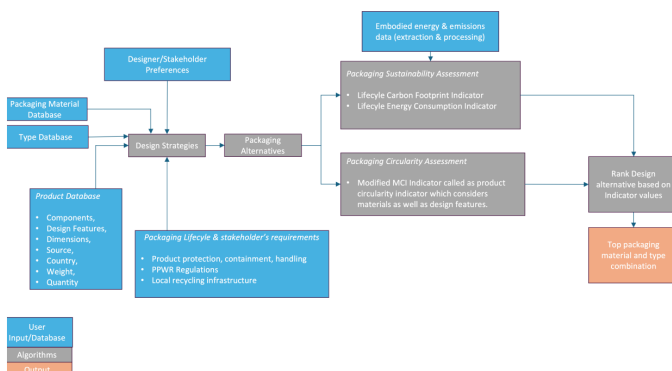 Embodied energy & emissions
data (extraction & processing)
Designer/Stakeholder
Preferences
Packaging Sustainability Assessment
• Lifecyle Carbon Footprint Indicator
• Lifecyle Energy Consumption Indicator
Packaging Material
Database
Type Database
Design Strategies
Packaging
Alternatives
Packaging Circularity Assessment
• Modified MCI Indicator called as product
circularity indicator which considers
materials as well as design features.
Rank Design
alternative based on
Indicator values
Product Database
• Components,
• Design Features,
• Dimensions,
• Source,
• Country,
• Weight,
• Quantity
Packaging Lifecyle & stakeholder's requirements
• Product protection, containment, handling
• PPWR Regulations
• Local recycling infrastructure
Top packaging
material and type
combination
User
Input/Database
Algorithms
Output